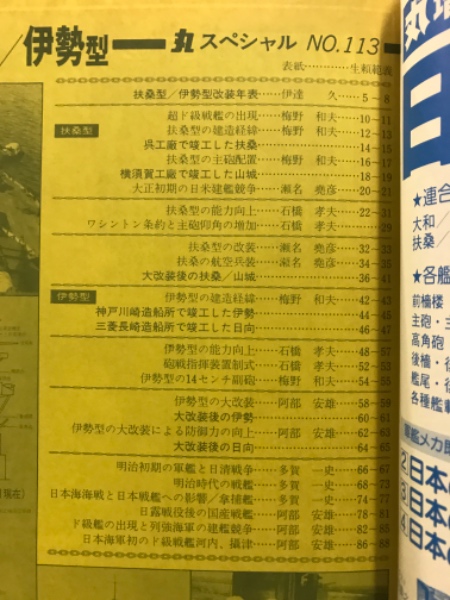 ／伊勢型━━丸スペシャル NO.113━
表紙…………生頼範義
扶桑型／伊勢型改装年表……伊達　久……5～8
超ド級戦艦の出現……梅野　和夫……10～11
扶桑型
扶桑型の建造経緯……梅野　和夫……12～13
呉工廠で竣工した扶桑……14～15
扶桑型の主砲配置……梅野　和夫……16～17
横須賀工廠で竣工した山城……18～19
大正初期の日米建艦競争……瀬名　堯彦……20～21
扶桑型の能力向上……石橋　孝夫……22～31
ワシントン条約と主砲仰角の増加……石橋　孝夫……29
扶桑型の改装……瀬名　堯彦……32～33
扶桑の航空兵装……瀬名　堯彦……34～35
大改装後の扶桑／山城……36～41
伊勢型
伊勢型の建造経緯……梅野　和夫……42～43
神戸川崎造船所で竣工した伊勢……44～45
三菱長崎造船所で竣工した日向……46～47
伊勢型の能力向上……石橋　孝夫……48～57
砲戦指揮装置制式……石橋　孝夫……52～53
伊勢型の14センチ副砲……梅野　和夫……54～55
伊勢型の大改装……阿部　安雄……58～59
大改装後の伊勢……60～61
伊勢型の大改装による防御力の向上……阿部　安雄……62～63
大改装後の日向……64～65
明治初期の軍艦と日清戦争……多賀　一史……66～67
明治時代の戦艦……多賀　一史……68～73
日本海海戦と日本戦艦への影響／拿捕艦……多賀　一史……74～77
日露戦役後の国産戦艦……阿部　安雄……78～81
ド級艦の出現と列強海軍の建艦競争……阿部　安雄……82～85
日本海軍初のド級戦艦河内、摂津……阿部　安雄……86～88
現在）
日
★連合
大和／
扶桑／
★各艦
前檣楼
主砲・三
高角砲
後檣・
艦尾・
各種艦載
軍艦メカ
2 日本の
3 日本の
4 日本の